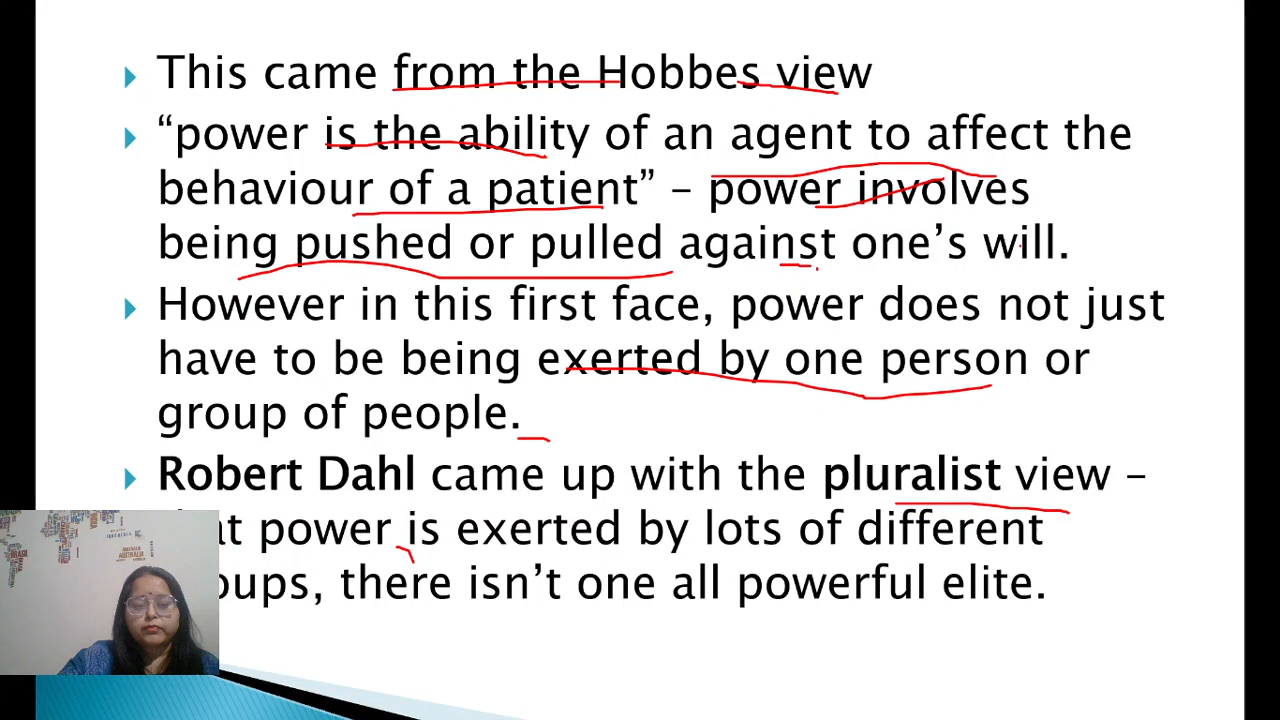 This came from the Hobbes view
“power is the ability of an agent to affect the
behaviour of a patient” – power involves
being pushed or pulled against one’s will.
However in this first face, power does not just
have to be being exerted by one person or
group of people.
Robert Dahl came up with the pluralist view –
power is exerted by lots of different
there isn’t one all powerful elite.